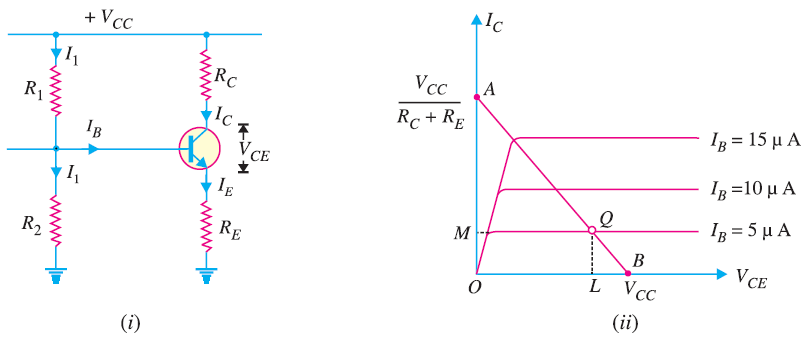 + V_CC
I_1
R_1
R_C
I_B
I_C
V_CE
I_1
I_E
R_2
R_E
(i)
I_C
A
V_CC
R_C + R_E
I_B = 15 μ A
I_B =10 μ A
Q
M
I_B = 5 μ A
B
O
L
V_CC
V_CE
(ii)